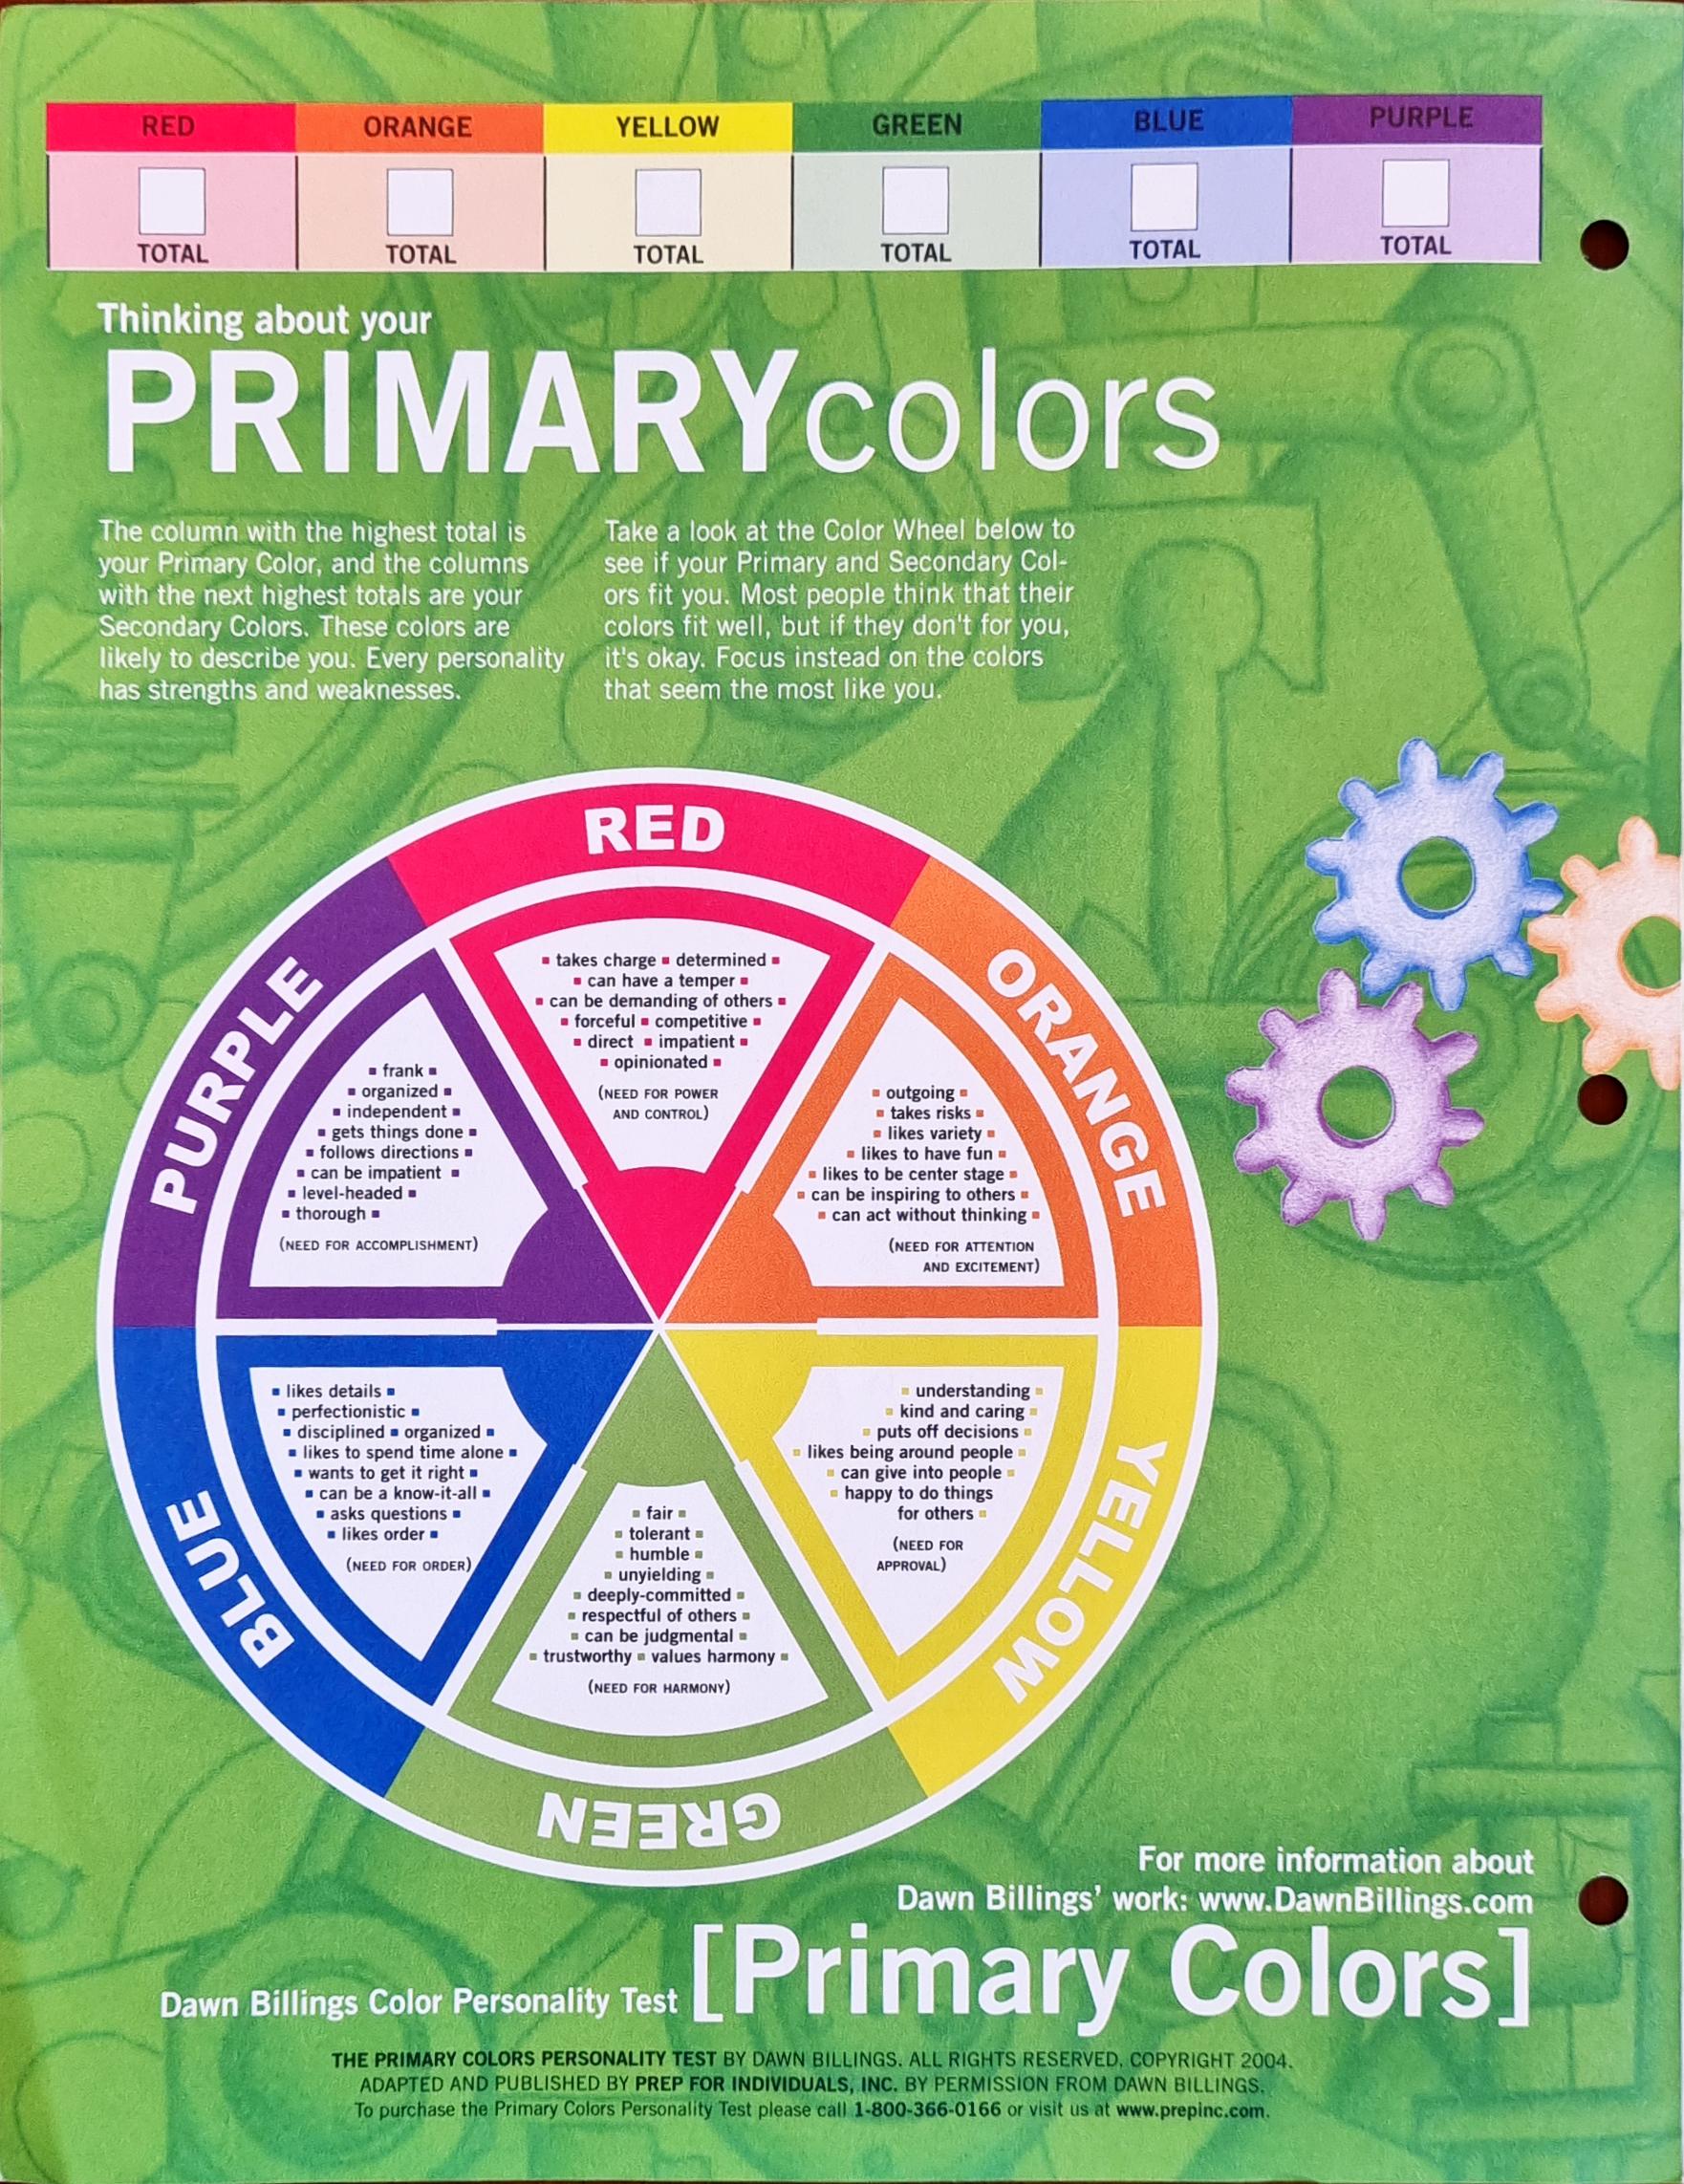 RED ORANGE YELLOW GREEN BLUE PURPLE
TOTAL TOTAL TOTAL TOTAL TOTAL TOTAL
Thinking about your
PRIMARYcolors
The column with the highest total is
your Primary Color, and the columns
with the next highest totals are your
Secondary Colors. These colors are
likely to describe you. Every personality
has strengths and weaknesses.
Take a look at the Color Wheel below to
see if your Primary and Secondary Col-
ors fit you. Most people think that their
colors fit well, but if they don't for you,
it's okay. Focus instead on the colors
that seem the most like you.
RED
▪ takes charge ▪ determined ▪
▪ can have a temper ▪
▪ can be demanding of others ▪
▪ forceful ▪ competitive ▪
▪ direct ▪ impatient ▪
▪ opinionated ▪
(NEED FOR POWER
AND CONTROL)
ORANGE
▪ outgoing ▪
▪ takes risks ▪
▪ likes variety ▪
▪ likes to have fun ▪
▪ likes to be center stage ▪
▪ can be inspiring to others ▪
▪ can act without thinking ▪
(NEED FOR ATTENTION
AND EXCITEMENT)
YELLOW
▪ understanding ▪
▪ kind and caring ▪
▪ puts off decisions ▪
▪ likes being around people ▪
▪ can give into people ▪
▪ happy to do things
for others ▪
(NEED FOR
APPROVAL)
GREEN
▪ fair ▪
▪ tolerant ▪
▪ humble ▪
▪ unyielding ▪
▪ deeply-committed ▪
▪ respectful of others ▪
▪ can be judgmental ▪
▪ trustworthy ▪ values harmony ▪
(NEED FOR HARMONY)
BLUE
▪ likes details ▪
▪ perfectionistic ▪
▪ disciplined ▪ organized ▪
▪ likes to spend time alone ▪
▪ wants to get it right ▪
▪ can be a know-it-all ▪
▪ asks questions ▪
▪ likes order ▪
(NEED FOR ORDER)
PURPLE
▪ frank ▪
▪ organized ▪
▪ independent ▪
▪ gets things done ▪
▪ follows directions ▪
▪ can be impatient ▪
▪ level-headed ▪
▪ thorough ▪
(NEED FOR ACCOMPLISHMENT)
For more information about
Dawn Billings' work: www.DawnBillings.com
Dawn Billings Color Personality Test [Primary Colors]
THE PRIMARY COLORS PERSONALITY TEST BY DAWN BILLINGS. ALL RIGHTS RESERVED, COPYRIGHT 2004.
ADAPTED AND PUBLISHED BY PREP FOR INDIVIDUALS, INC. BY PERMISSION FROM DAWN BILLINGS.
To purchase the Primary Colors Personality Test please call 1-800-366-0166 or visit us at www.prepinc.com.